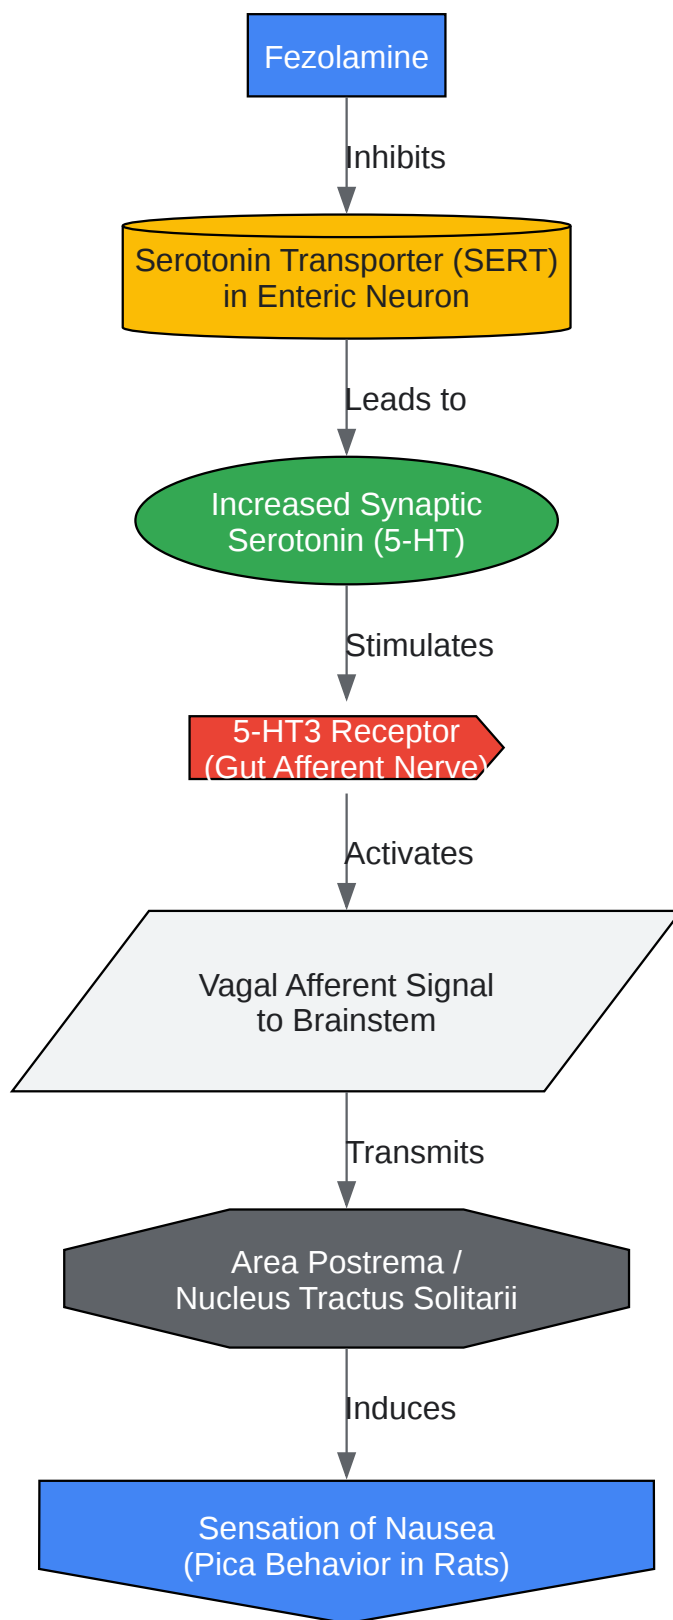 Fezolamine
Inhibits
Serotonin Transporter (SERT)
in Enteric Neuron
Leads to
Increased Synaptic
Serotonin (5-HT)
Stimulates
5-HT3 Receptor
(Gut Afferent Nerve)
Activates
Vagal Afferent Signal
to Brainstem
Transmits
Area Postrema /
Nucleus Tractus Solitarii
Induces
Sensation of Nausea
(Pica Behavior in Rats)